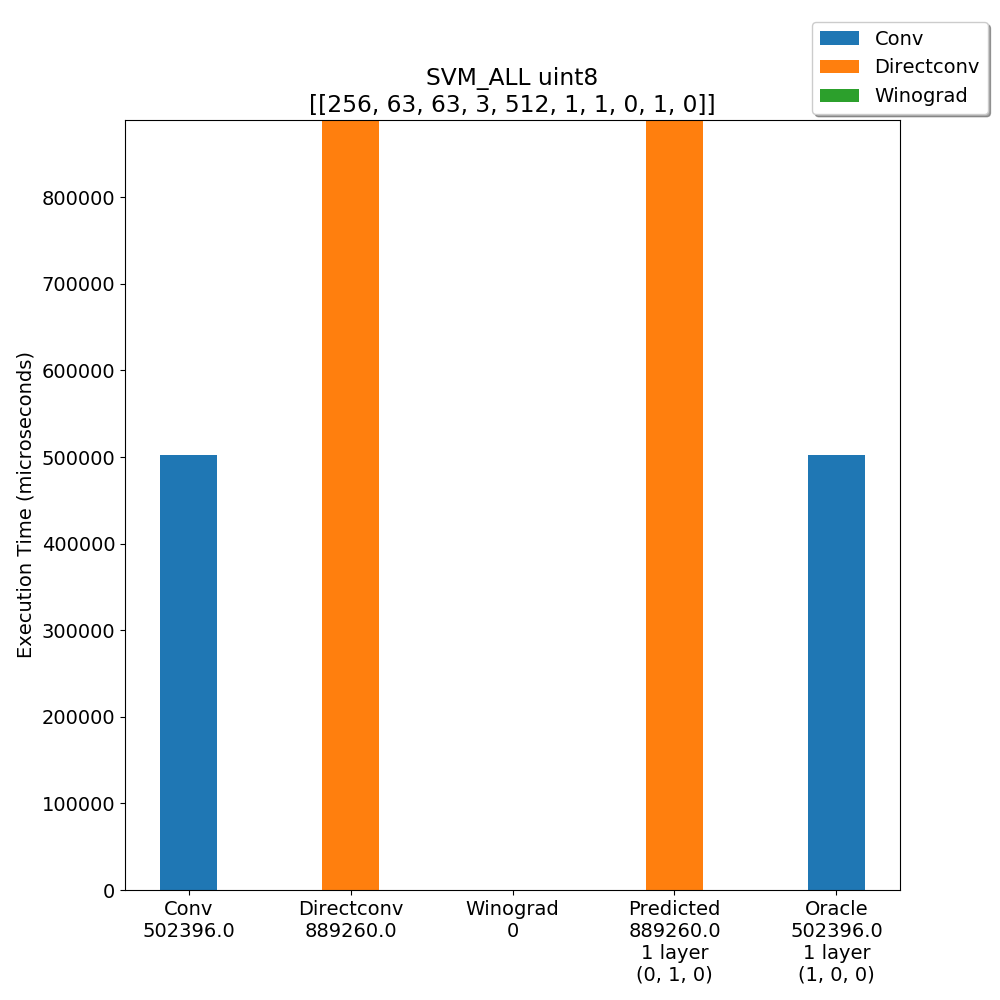 Conv
Directconv
Winograd
SVM_ALL uint8
[[256, 63, 63, 3, 512, 1, 1, 0, 1, 0]]
Execution Time (microseconds)
800000
700000
600000
500000
400000
300000
200000
100000
0
Conv
502396.0
Directconv
889260.0
Winograd
0
Predicted
889260.0
1 layer
(0, 1, 0)
Oracle
502396.0
1 layer
(1, 0, 0)